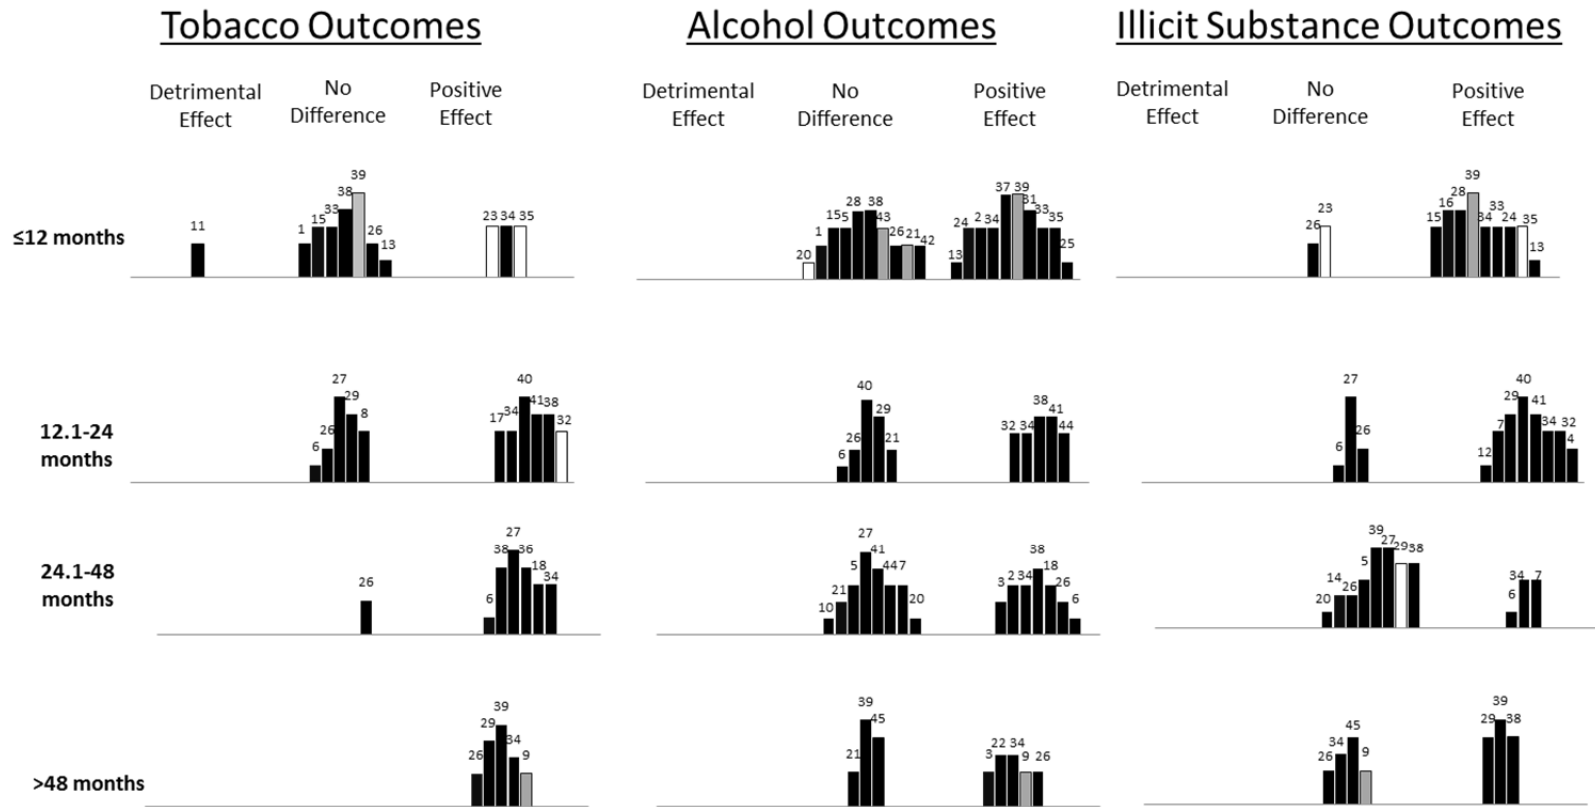 Tobacco Outcomes
Alcohol Outcomes
Illicit Substance Outcomes
Detrimental
Effect
No
Difference
Positive
Effect
Detrimental
Effect
No
Difference
Positive
Effect
Detrimental
Effect
No
Difference
Positive
Effect
≤12 months
11
1 15 33 38 39 26 13
23 34 35
20 1 15 5 28 38 43 26 21 42
13 24 2 34 37 39 31 33 35 25
26 23
15 16 28 39 34 33 24 35 13
12.1-24
months
6 26 27 29 8
17 34 40 41 38 32
6 26 40 29 21
32 34 38 41 44
6 27 26
12 7 29 40 41 34 32 4
24.1-48
months
26
6 38 27 36 18 34
10 21 5 27 41 44 7 20
3 2 34 38 18 26 6
20 14 26 5 39 27 29 38
6 34 7
>48 months
26 29 39 34 9
21 39 45
3 22 34 9 26
26 34 45 9
29 39 38